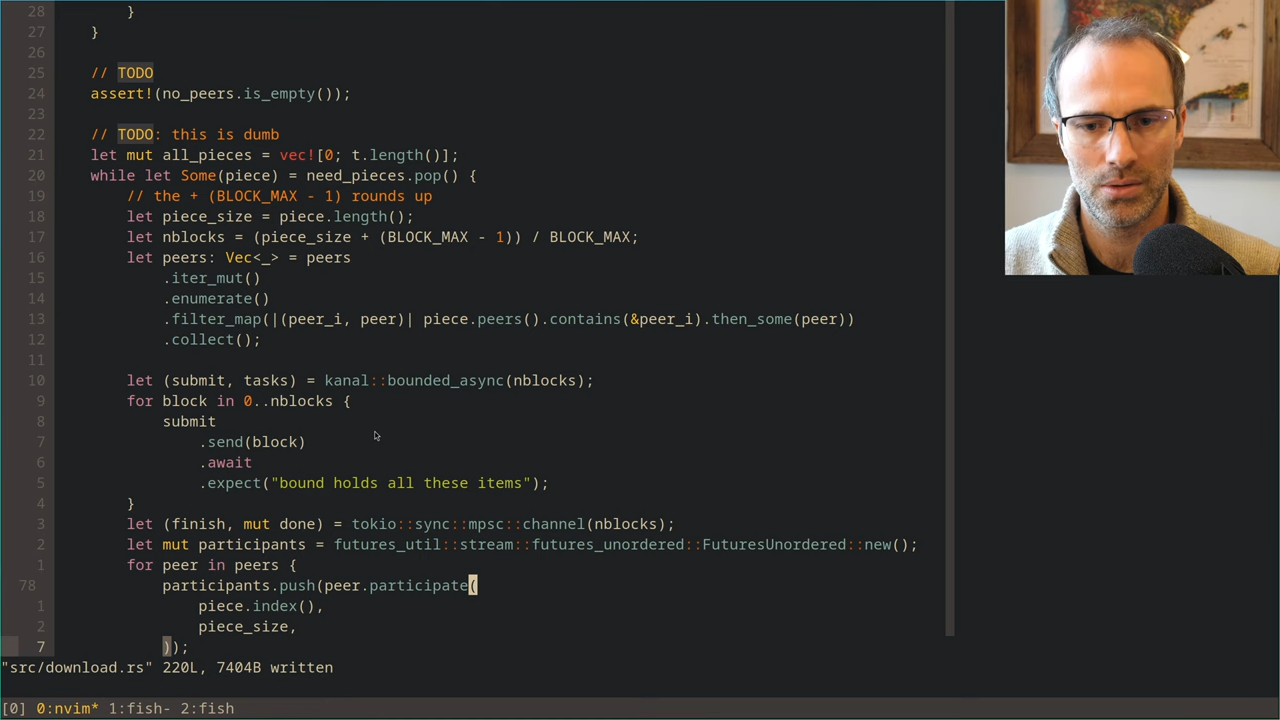 28 }
27 }
26
25 // TODO
24 assert!(no_peers.is_empty());
23
22 // TODO: this is dumb
21 let mut all_pieces = vec![0; t.length()];
20 while let Some(piece) = need_pieces.pop() {
19 // the + (BLOCK_MAX - 1) rounds up
18 let piece_size = piece.length();
17 let nblocks = (piece_size + (BLOCK_MAX - 1)) / BLOCK_MAX;
16 let peers: Vec<_> = peers
15 .iter_mut()
14 .enumerate()
13 .filter_map(|(peer_i, peer)| piece.peers().contains(&peer_i).then_some(peer))
12 .collect();
11
10 let (submit, tasks) = kanal::bounded_async(nblocks);
9 for block in 0..nblocks {
8 submit
7 .send(block)
6 .await
5 .expect("bound holds all these items");
4 }
3 let (finish, mut done) = tokio::sync::mpsc::channel(nblocks);
2 let mut participants = futures_util::stream::futures_unordered::FuturesUnordered::new();
1 for peer in peers {
78 participants.push(peer.participate(
1 piece.index(),
2 piece_size,
7 ));
"src/download.rs" 220L, 7404B written
[0] 0:nvim* 1:fish- 2:fish